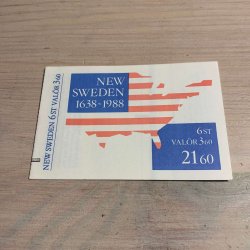 NEW SWEDEN 6 ST VALÖR 3 60
NEW
SWEDEN
1638-1988
6 ST
VALÖR 3 60
21 60